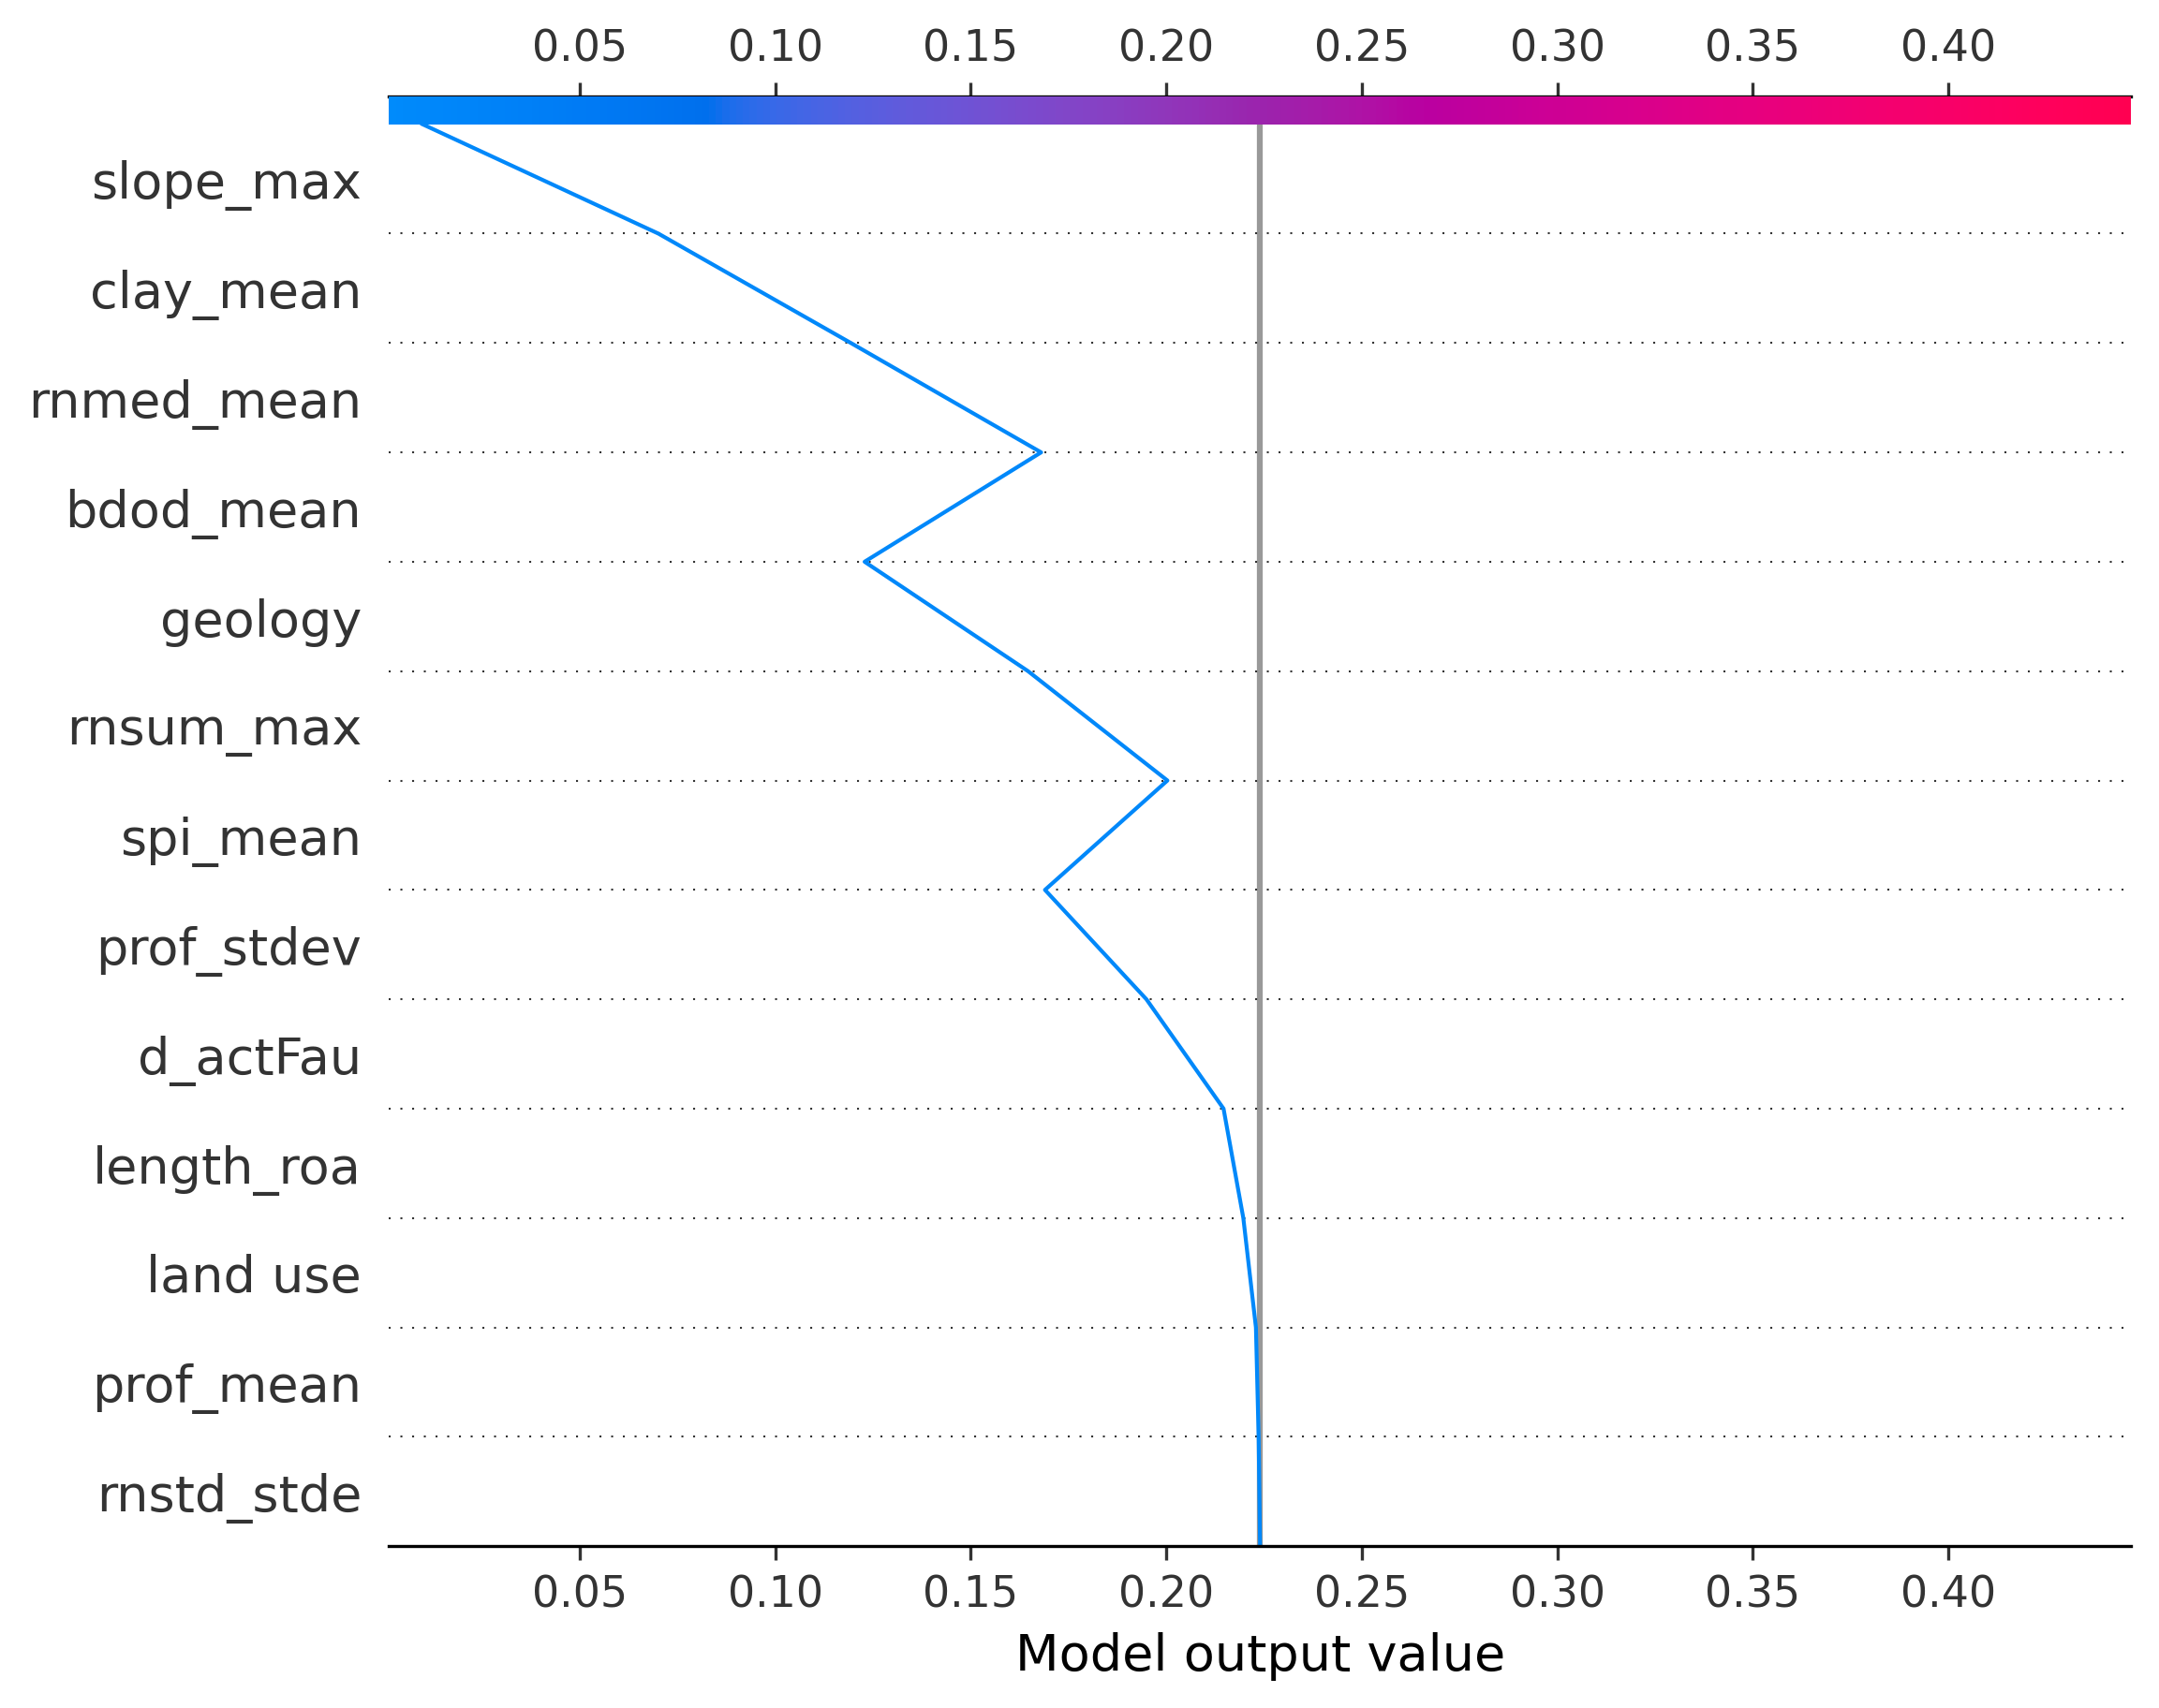 0.05 0.10 0.15 0.20 0.25 0.30 0.35 0.40
slope_max
clay_mean
rnmed_mean
bdod_mean
geology
rnsum_max
spi_mean
prof_stdev
d_actFau
length_roa
land use
prof_mean
rnstd_stde
0.05 0.10 0.15 0.20 0.25 0.30 0.35 0.40
Model output value